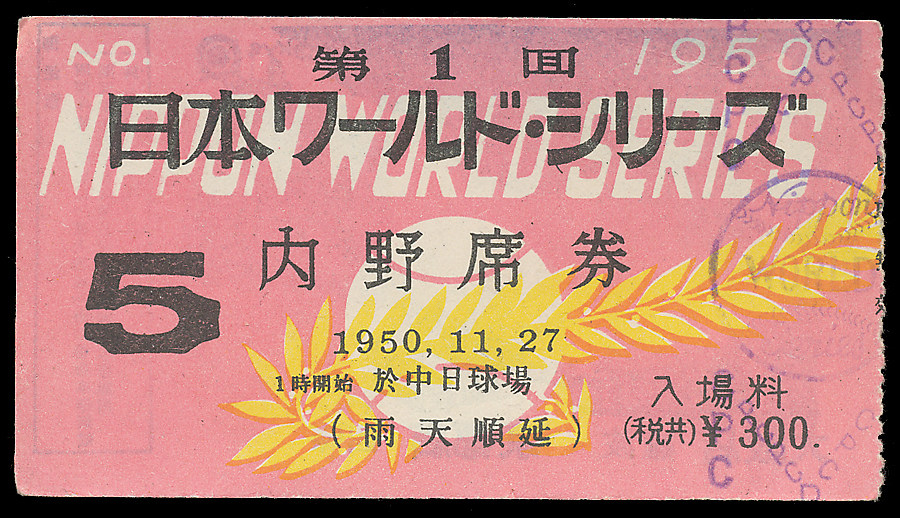 NO.
1950
第1回
NIPPON WORLD SERIES
日本ワールド・シリーズ
内野席券
5
1950, 11, 27
1時開始 於中日球場
(雨天順延)
入場料
(税共)¥300.